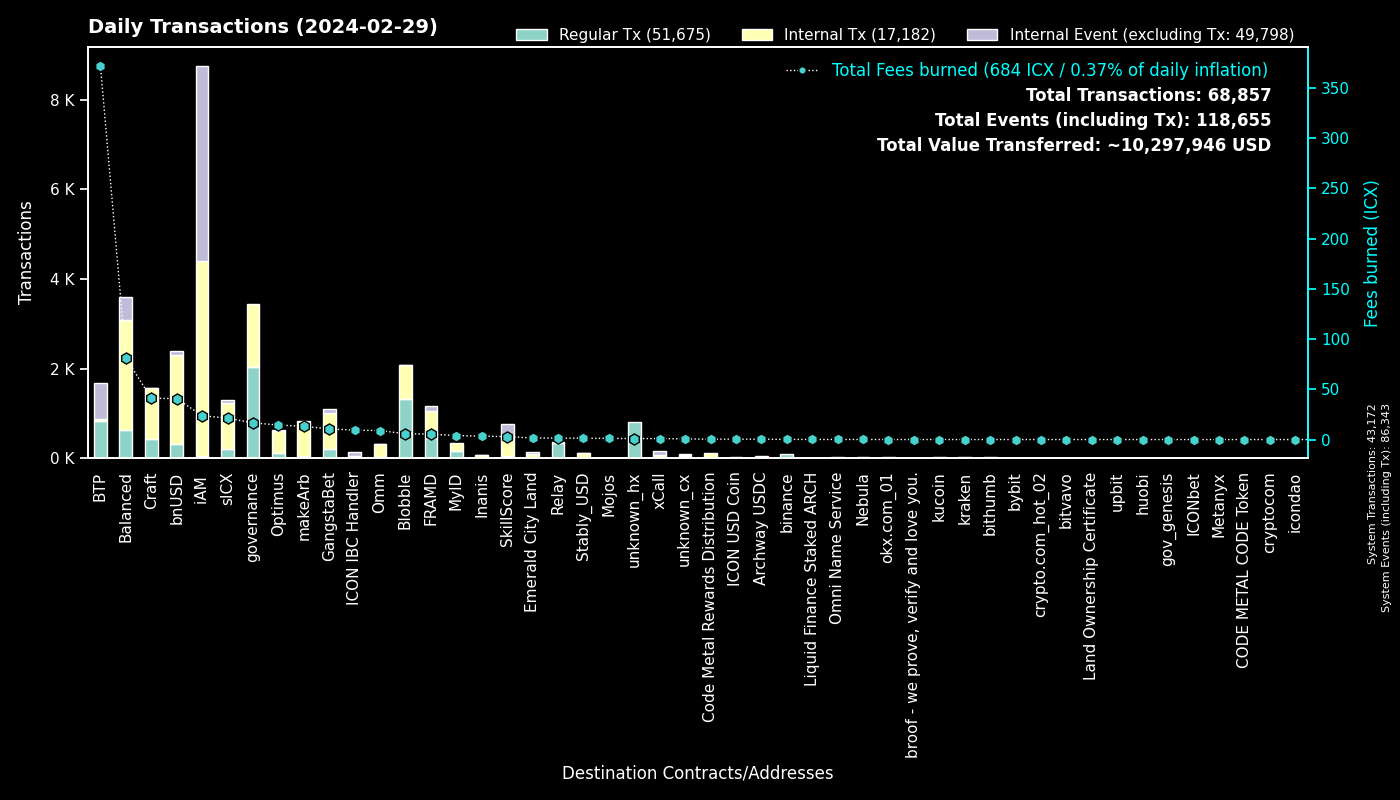 Daily Transactions (2024-02-29)
Regular Tx (51,675)
Internal Tx (17,182)
Internal Event (excluding Tx: 49,798)
Total Fees burned (684 ICX / 0.37% of daily inflation)
Total Transactions: 68,857
Total Events (including Tx): 118,655
Total Value Transferred: ~10,297,946 USD
Transactions
8 K
6 K
4 K
2 K
0 K
350
300
250
200
150
100
50
0
Fees burned (ICX)
System Transactions: 43,172
System Events (including Tx): 86,343
BTP
Balanced
Craft
bnUSD
iAM
sICX
governance
Optimus
makeArb
GangstaBet
ICON IBC Handler
Omm
Blobble
FRAMD
MyID
Inanis
SkillScore
Emerald City Land
Relay
Stably_USD
Mojos
unknown_hx
xCall
unknown_cx
Code Metal Rewards Distribution
ICON USD Coin
Archway USDC
binance
Liquid Finance Staked ARCH
Omni Name Service
Nebula
okx.com_01
broof - we prove, verify and love you.
kucoin
kraken
bithumb
bybit
crypto.com_hot_02
bitvavo
Land Ownership Certificate
upbit
huobi
gov_genesis
ICONbet
Metanyx
CODE METAL CODE Token
cryptocom
icondao
Destination Contracts/Addresses